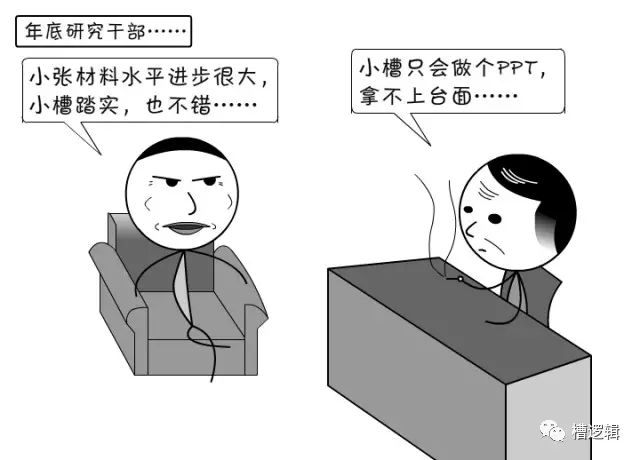 年底研究干部……
小张材料水平进步很大，
小槽踏实，也不错……
小槽只会做个PPT，
拿不上台面……
槽逻辑